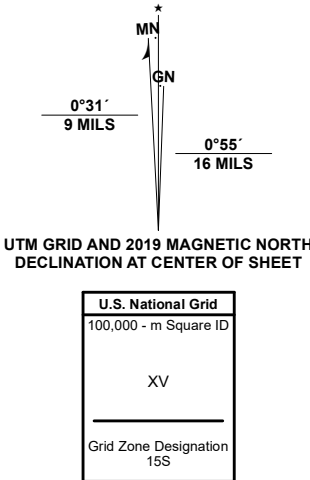 MN
GN
0°31´
9 MILS
0°55´
16 MILS
UTM GRID AND 2019 MAGNETIC NORTH
DECLINATION AT CENTER OF SHEET
U.S. National Grid
100,000 - m Square ID
XV
Grid Zone Designation
15S